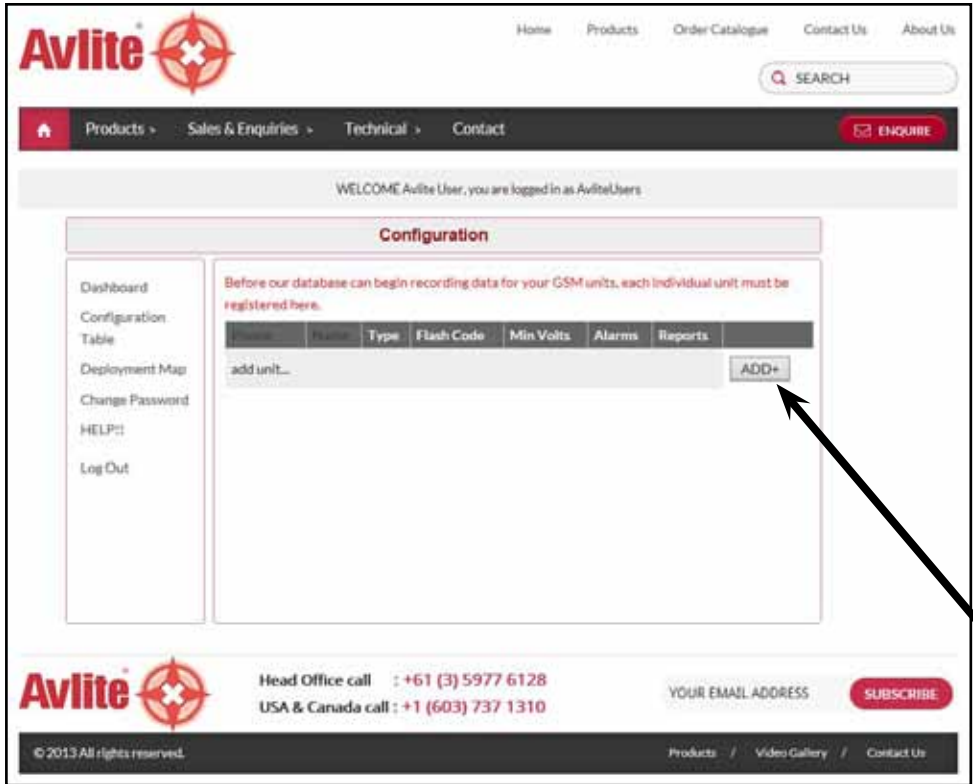 Avlite
Home Products Order Catalogue Contact Us About Us
SEARCH
Products Sales & Enquiries Technical Contact
ENQUIRE
WELCOME Avlite User, you are logged in as AvliteUsers
Configuration
Dashboard
Configuration
Table
Deployment Map
Change Password
HELP!!
Log Out
Before our database can begin recording data for your GSM units, each individual unit must be
registered here.
Phone Name Type Flash Code Min Volts Alarms Reports
add unit... ADD+
Avlite
Head Office call : +61 (3) 5977 6128
USA & Canada call : +1 (603) 737 1310
YOUR EMAIL ADDRESS SUBSCRIBE
© 2013 All rights reserved.
Products / Video Gallery / Contact Us